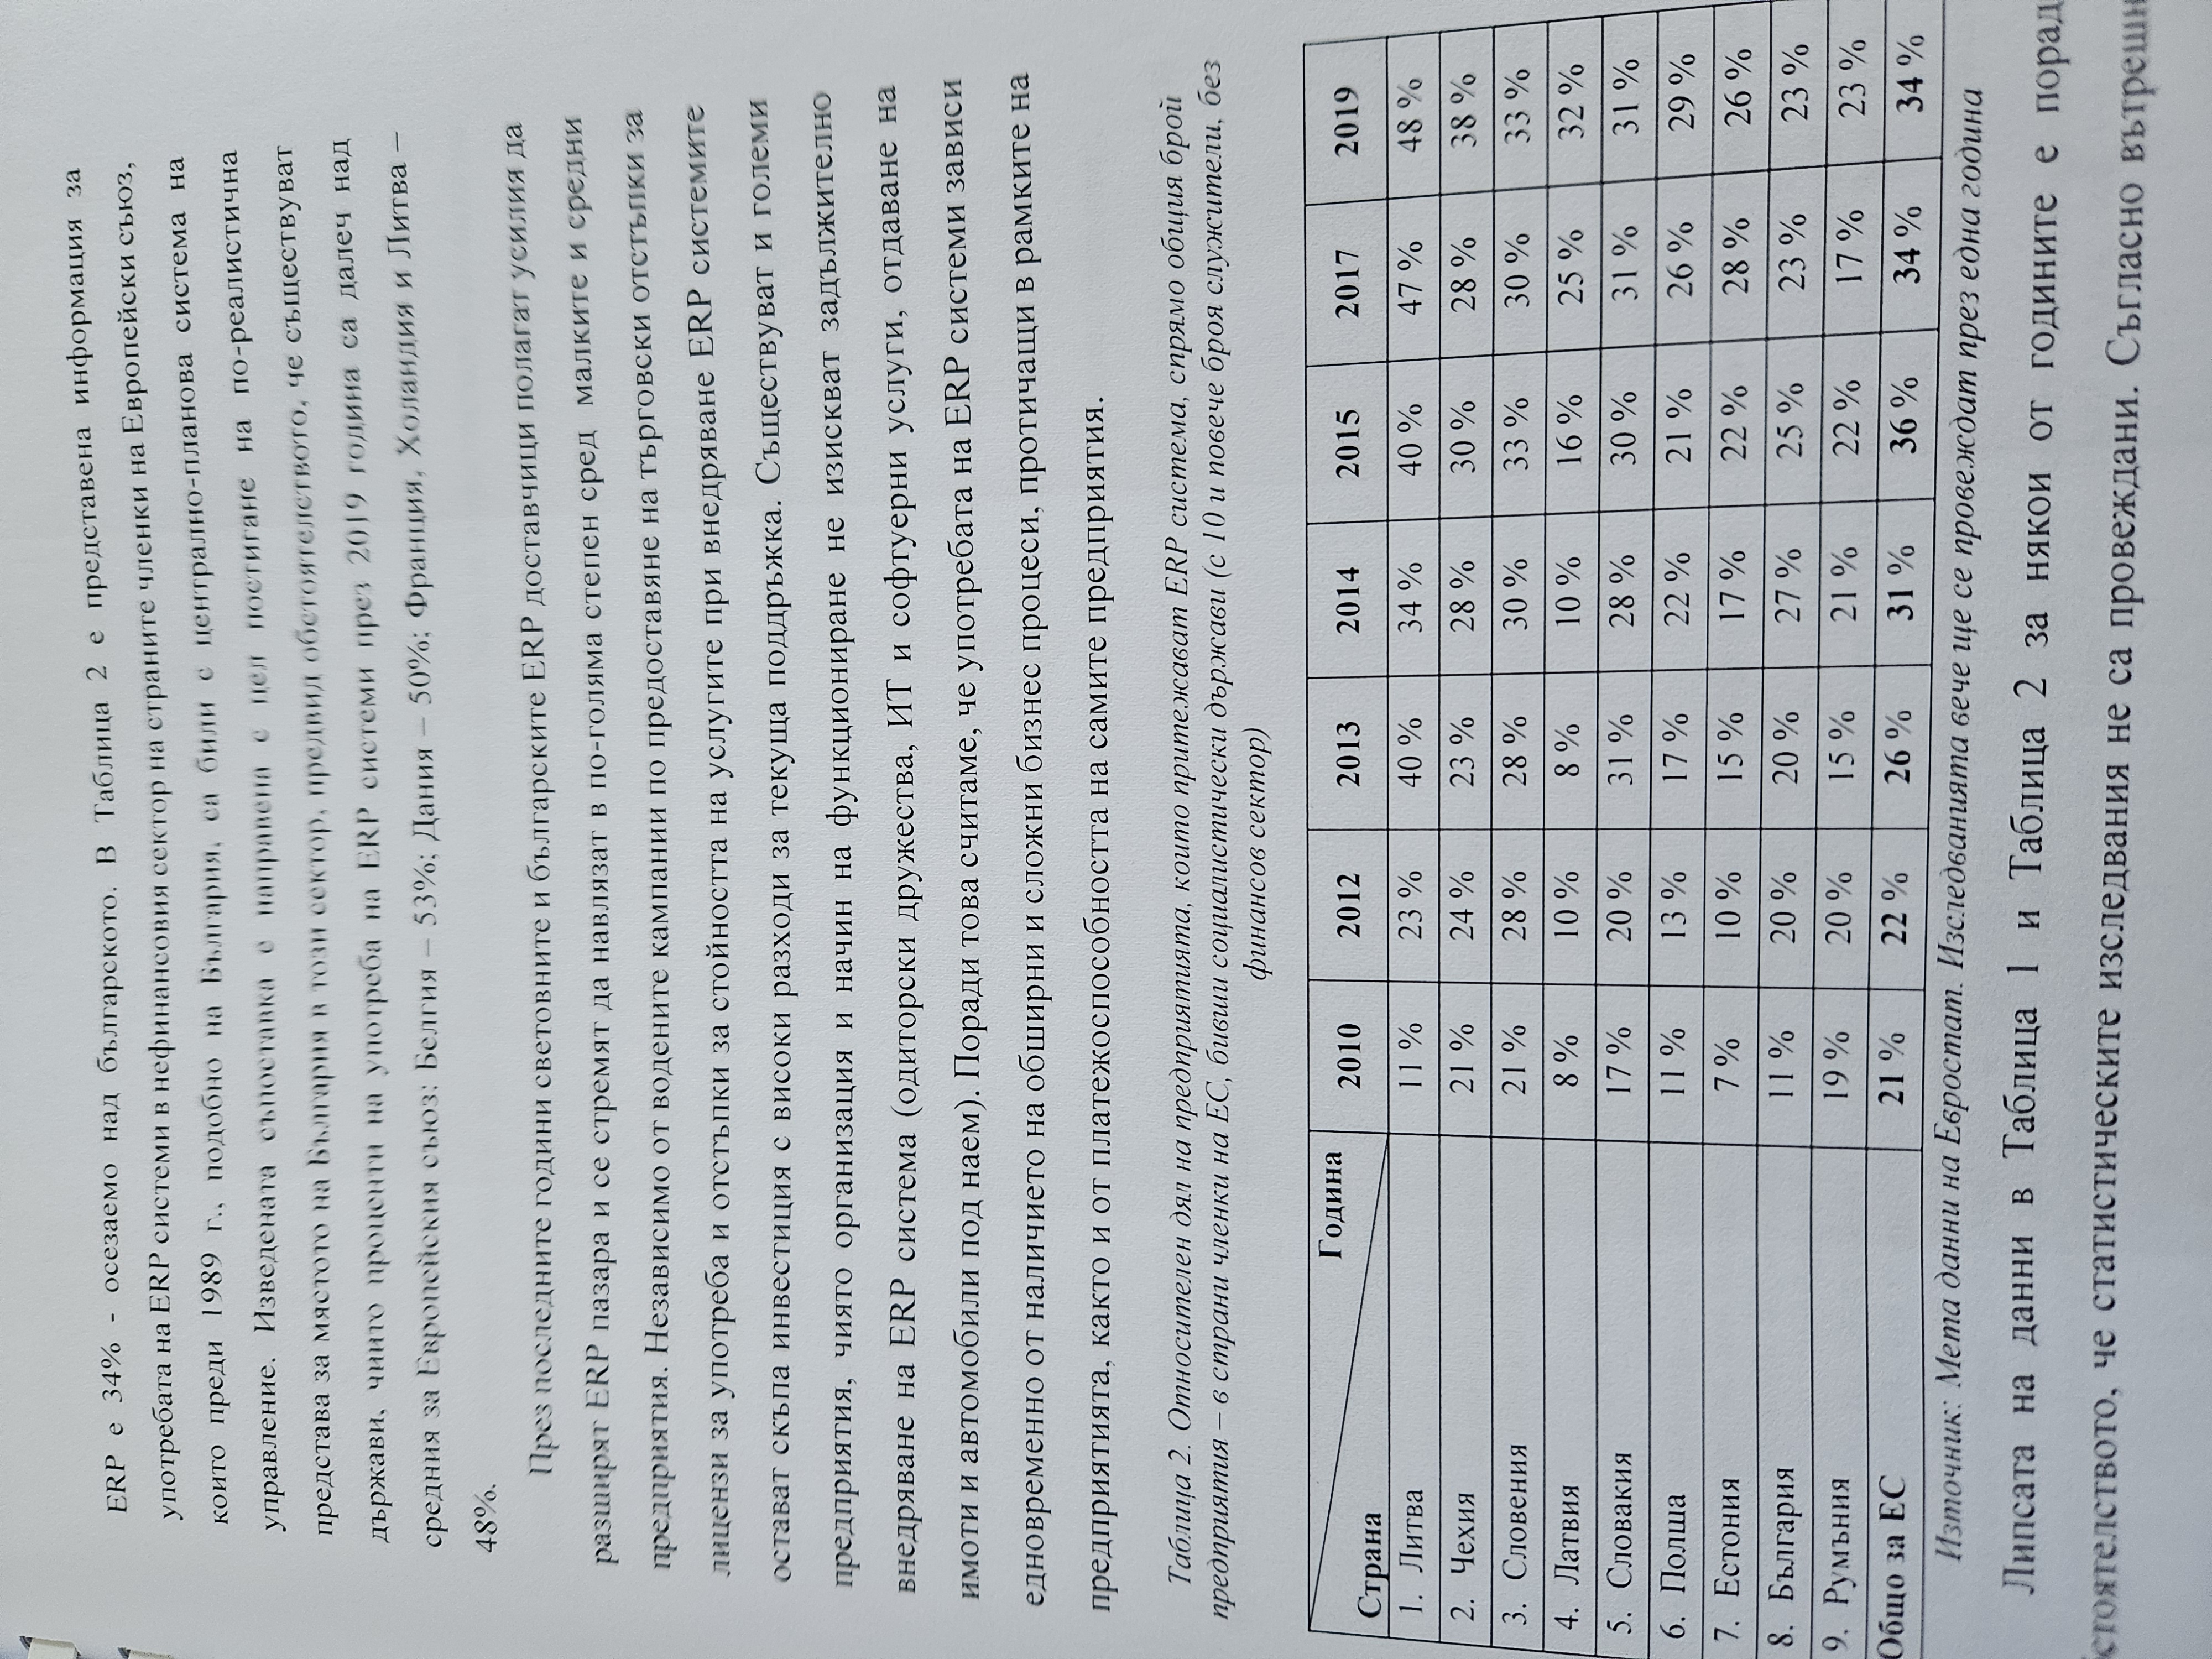 ERP е 34% - осезаемо над българското. В Таблица 2 е представена информация за
употребата на ERP системи в нефинансовия сектор на страните членки на Европейски съюз,
които преди 1989 г., подобно на България, са били с централно-планова система на
управление. Изведената съпоставка е направена с цел постигане на по-реалистична
представа за мястото на България в този сектор, предвид обстоятелството, че съществуват
държави, чиито проценти на употреба на ERP системи през 2019 година са далеч над
средния за Европейския съюз: Белгия – 53%; Дания – 50%; Франция, Холандия и Литва –
48%.
През последните години световните и българските ERP доставчици полагат усилия да
разширят ERP пазара и се стремят да навлязат в по-голяма степен сред малките и средни
предприятия. Независимо от водените кампании по предоставяне на търговски отстъпки за
лицензи за употреба и отстъпки за стойността на услугите при внедряване ERP системите
остават скъпа инвестиция с високи разходи за текуща поддръжка. Съществуват и големи
предприятия, чиято организация и начин на функциониране не изискват задължително
внедряване на ERP система (одиторски дружества, ИТ и софтуерни услуги, отдаване на
имоти и автомобили под наем). Поради това считаме, че употребата на ERP системи зависи
едновременно от наличието на обширни и сложни бизнес процеси, протичащи в рамките на
предприятията, както и от платежоспособността на самите предприятия.
Таблица 2. Относителен дял на предприятията, които притежават ERP система, спрямо общия брой
предприятия – в страни членки на ЕС, бивши социалистически държави (с 10 и повече броя служители, без
финансов сектор)
Година
Страна 2010 2012 2013 2014 2015 2017 2019
1. Литва 11 % 23 % 40 % 34 % 40 % 47 % 48 %
2. Чехия 21 % 24 % 23 % 28 % 30 % 28 % 38 %
3. Словения 21 % 28 % 28 % 30 % 33 % 30 % 33 %
4. Латвия 8 % 10 % 8 % 10 % 16 % 25 % 32 %
5. Словакия 17 % 20 % 31 % 28 % 30 % 31 % 31 %
6. Полша 11 % 13 % 17 % 22 % 21 % 26 % 29 %
7. Естония 7 % 10 % 15 % 17 % 22 % 28 % 26 %
8. България 11 % 20 % 20 % 27 % 25 % 23 % 23 %
9. Румъния 19 % 20 % 15 % 21 % 22 % 17 % 23 %
Общо за ЕС 21 % 22 % 26 % 31 % 36 % 34 % 34 %
Източник: Мета данни на Евростат. Изследванията вече ще се провеждат през една година
Липсата на данни в Таблица 1 и Таблица 2 за някои от годините е порад
стоятелството, че статистическите изследвания не са провеждани. Съгласно вътрешн